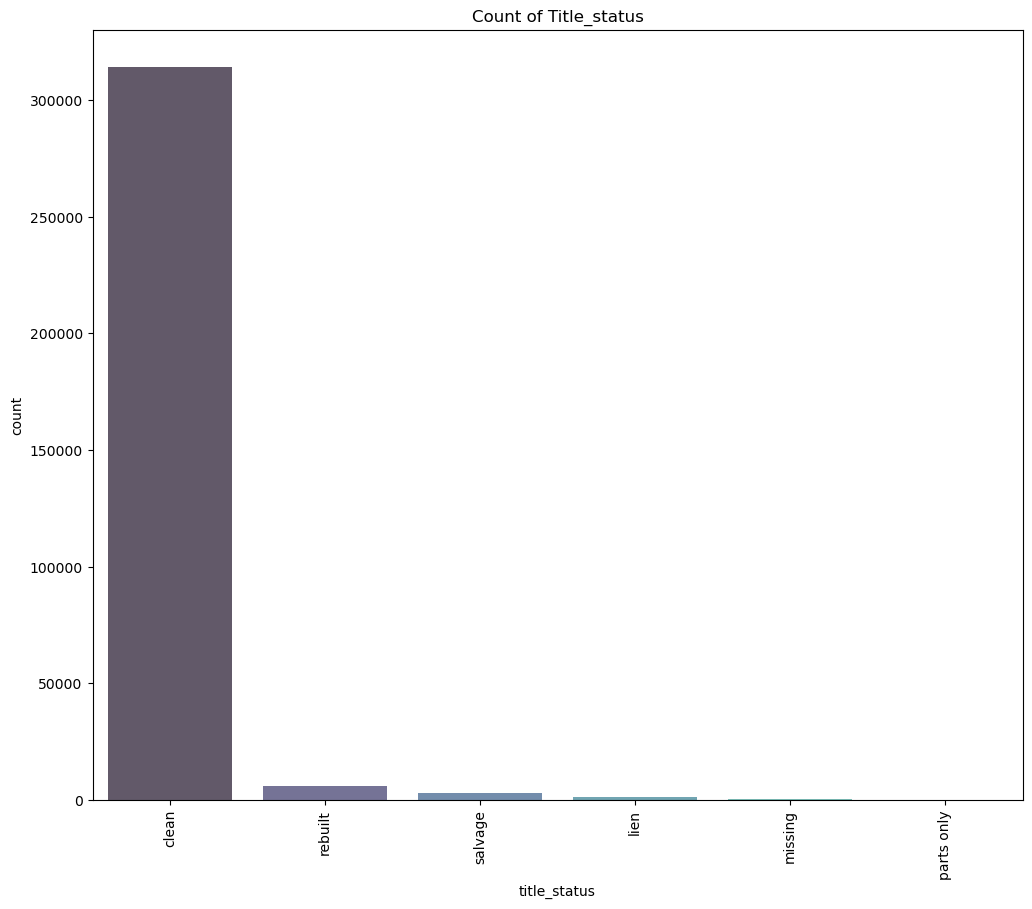 Count of Title_status
300000
250000
200000
150000
100000
50000
0
count
clean
rebuilt
salvage
lien
missing
parts only
title_status